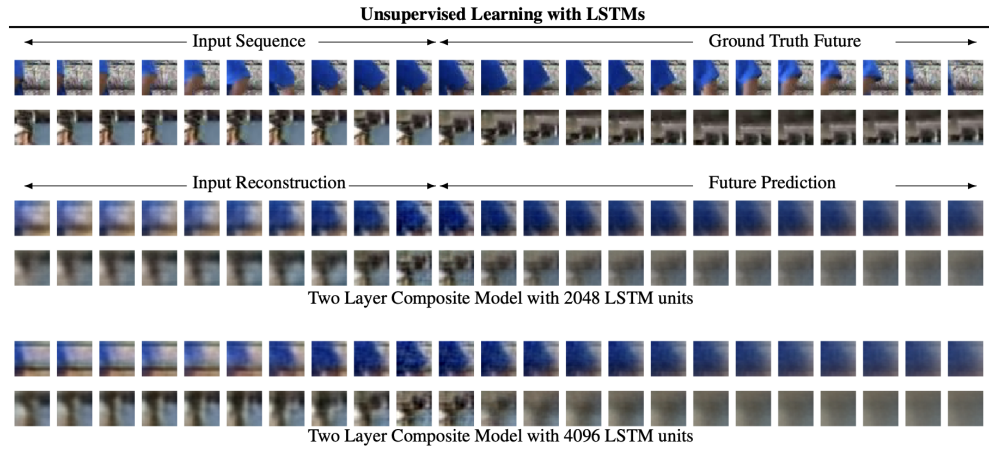 Unsupervised Learning with LSTMs
Input Sequence Ground Truth Future
Input Reconstruction Future Prediction
Two Layer Composite Model with 2048 LSTM units
Two Layer Composite Model with 4096 LSTM units